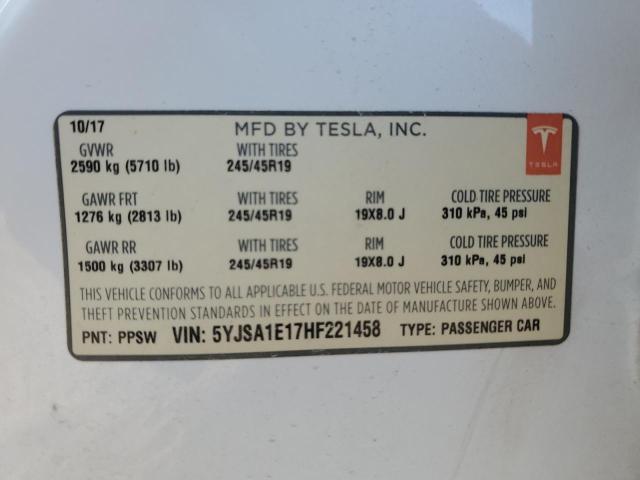 10/17 MFD BY TESLA, INC.
GVWR WITH TIRES
2590 kg (5710 lb) 245/45R19
TESLA
GAWR FRT WITH TIRES RIM COLD TIRE PRESSURE
1276 kg (2813 lb) 245/45R19 19X8.0 J 310 kPa, 45 psi
GAWR RR WITH TIRES RIM COLD TIRE PRESSURE
1500 kg (3307 lb) 245/45R19 19X8.0 J 310 kPa, 45 psi
THIS VEHICLE CONFORMS TO ALL APPLICABLE U.S. FEDERAL MOTOR VEHICLE SAFETY, BUMPER, AND
THEFT PREVENTION STANDARDS IN EFFECT ON THE DATE OF MANUFACTURE SHOWN ABOVE.
PNT: PPSW VIN: 5YJSA1E17HF221458 TYPE: PASSENGER CAR